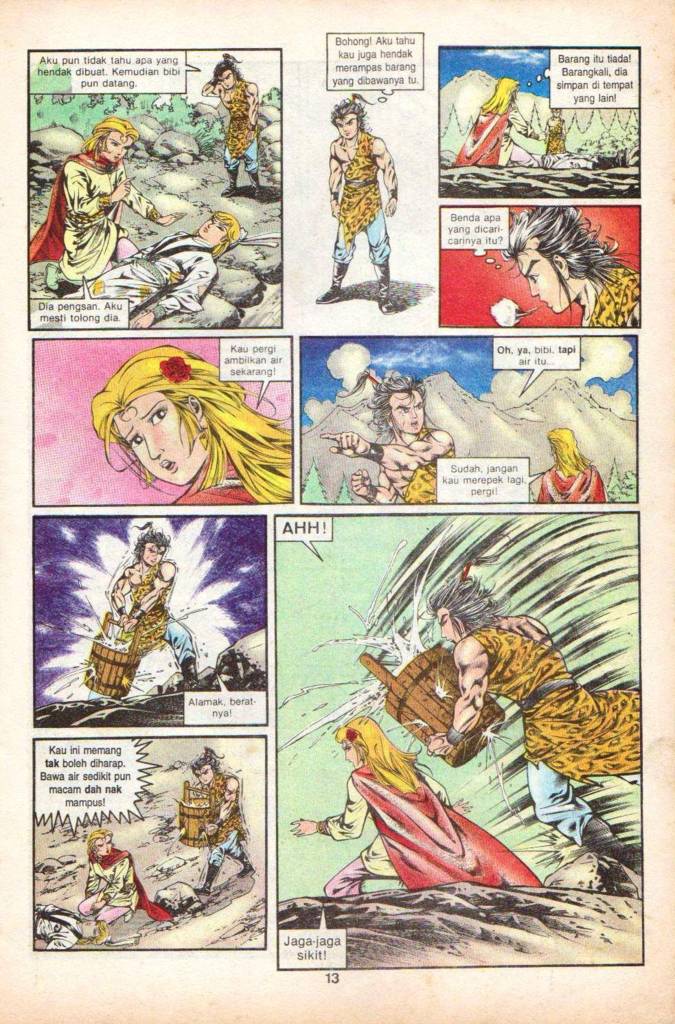 Aku pun tidak tahu apa yang
hendak dibuat. Kemudian bibi
pun datang.
Dia pengsan. Aku
mesti tolong dia.
Bohong! Aku tahu
kau juga hendak
merampas barang
yang dibawanya tu.
Barang itu tiada!
Barangkali, dia
simpan di tempat
yang lain!
Benda apa
yang dicari-
carinya itu?
Kau pergi
ambilkan air
sekarang!
Oh, ya, bibi, tapi
air itu...
Sudah, jangan
kau merepek lagi,
pergi!
Alamak, berat-
nya!
AHH!
Jaga-jaga
sikit!
Kau ini memang
tak boleh diharap.
Bawa air sedikit pun
macam dah nak
mampus!
13